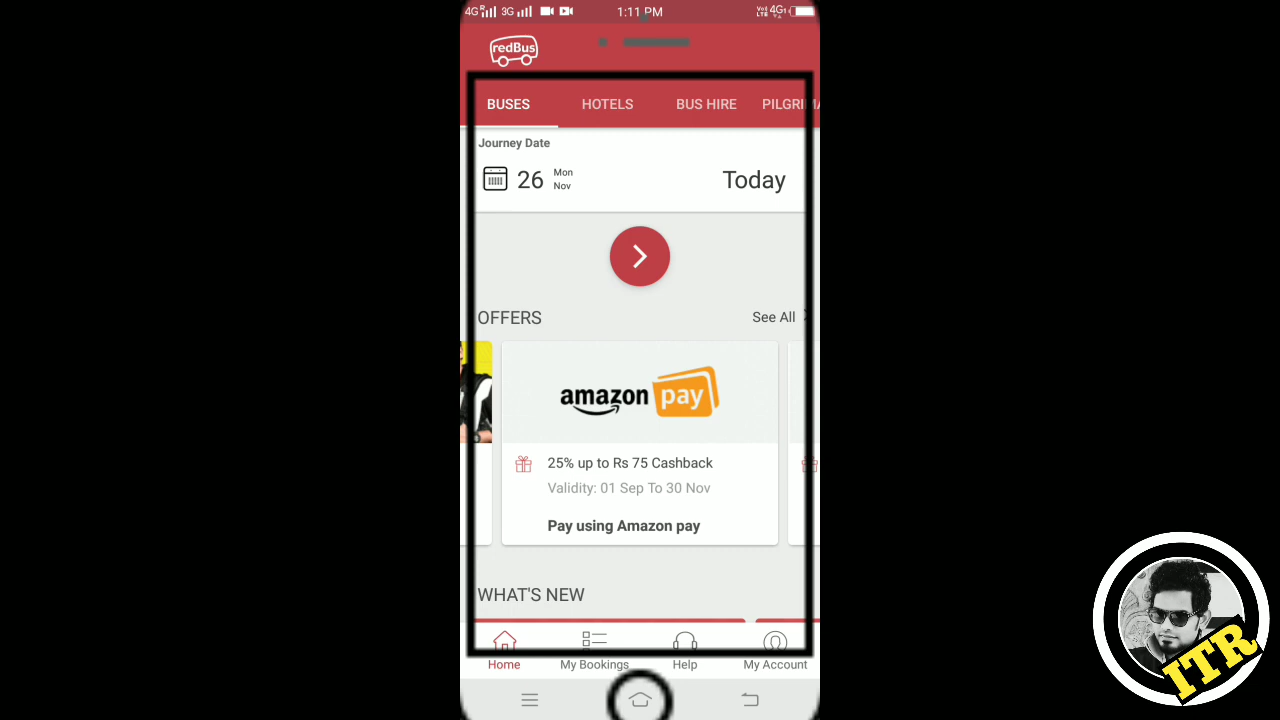 4G R 3G 1:11 PM VoLTE 4G
redBus
BUSES HOTELS BUS HIRE PILGRIMA
Journey Date
26 Mon Nov Today
OFFERS See All
amazon pay
25% up to Rs 75 Cashback
Validity: 01 Sep To 30 Nov
Pay using Amazon pay
WHAT'S NEW
Home My Bookings Help My Account
ITR